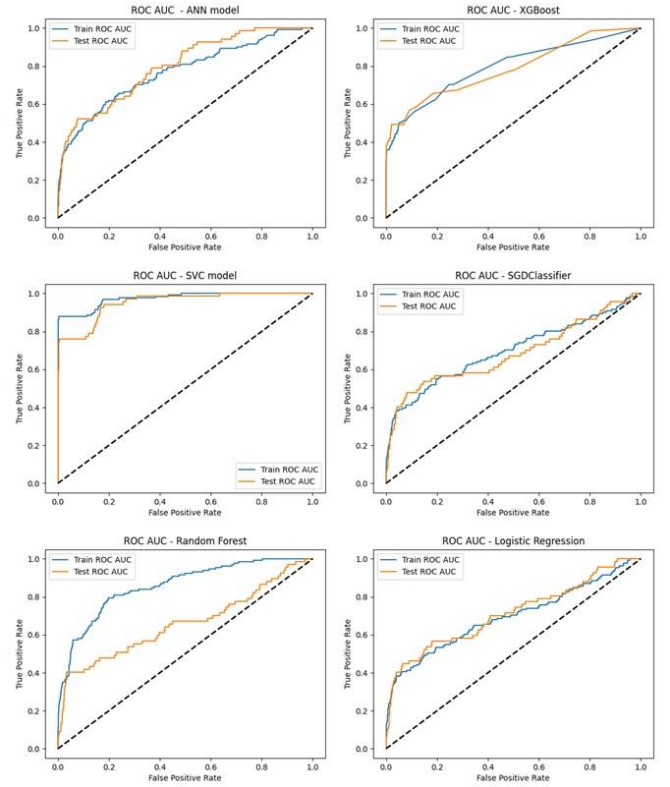 ROC AUC - ANN model
Train ROC AUC
Test ROC AUC
True Positive Rate
1.0
0.8
0.6
0.4
0.2
0.0
0.0 0.2 0.4 0.6 0.8 1.0
False Positive Rate
ROC AUC - XGBoost
Train ROC AUC
Test ROC AUC
True Positive Rate
1.0
0.8
0.6
0.4
0.2
0.0
0.0 0.2 0.4 0.6 0.8 1.0
False Positive Rate
ROC AUC - SVC model
True Positive Rate
1.0
0.8
0.6
0.4
0.2
0.0
Train ROC AUC
Test ROC AUC
0.0 0.2 0.4 0.6 0.8 1.0
False Positive Rate
ROC AUC - SGDClassifier
Train ROC AUC
Test ROC AUC
True Positive Rate
1.0
0.8
0.6
0.4
0.2
0.0
0.0 0.2 0.4 0.6 0.8 1.0
False Positive Rate
ROC AUC - Random Forest
Train ROC AUC
Test ROC AUC
True Positive Rate
1.0
0.8
0.6
0.4
0.2
0.0
0.0 0.2 0.4 0.6 0.8 1.0
False Positive Rate
ROC AUC - Logistic Regression
Train ROC AUC
Test ROC AUC
True Positive Rate
1.0
0.8
0.6
0.4
0.2
0.0
0.0 0.2 0.4 0.6 0.8 1.0
False Positive Rate